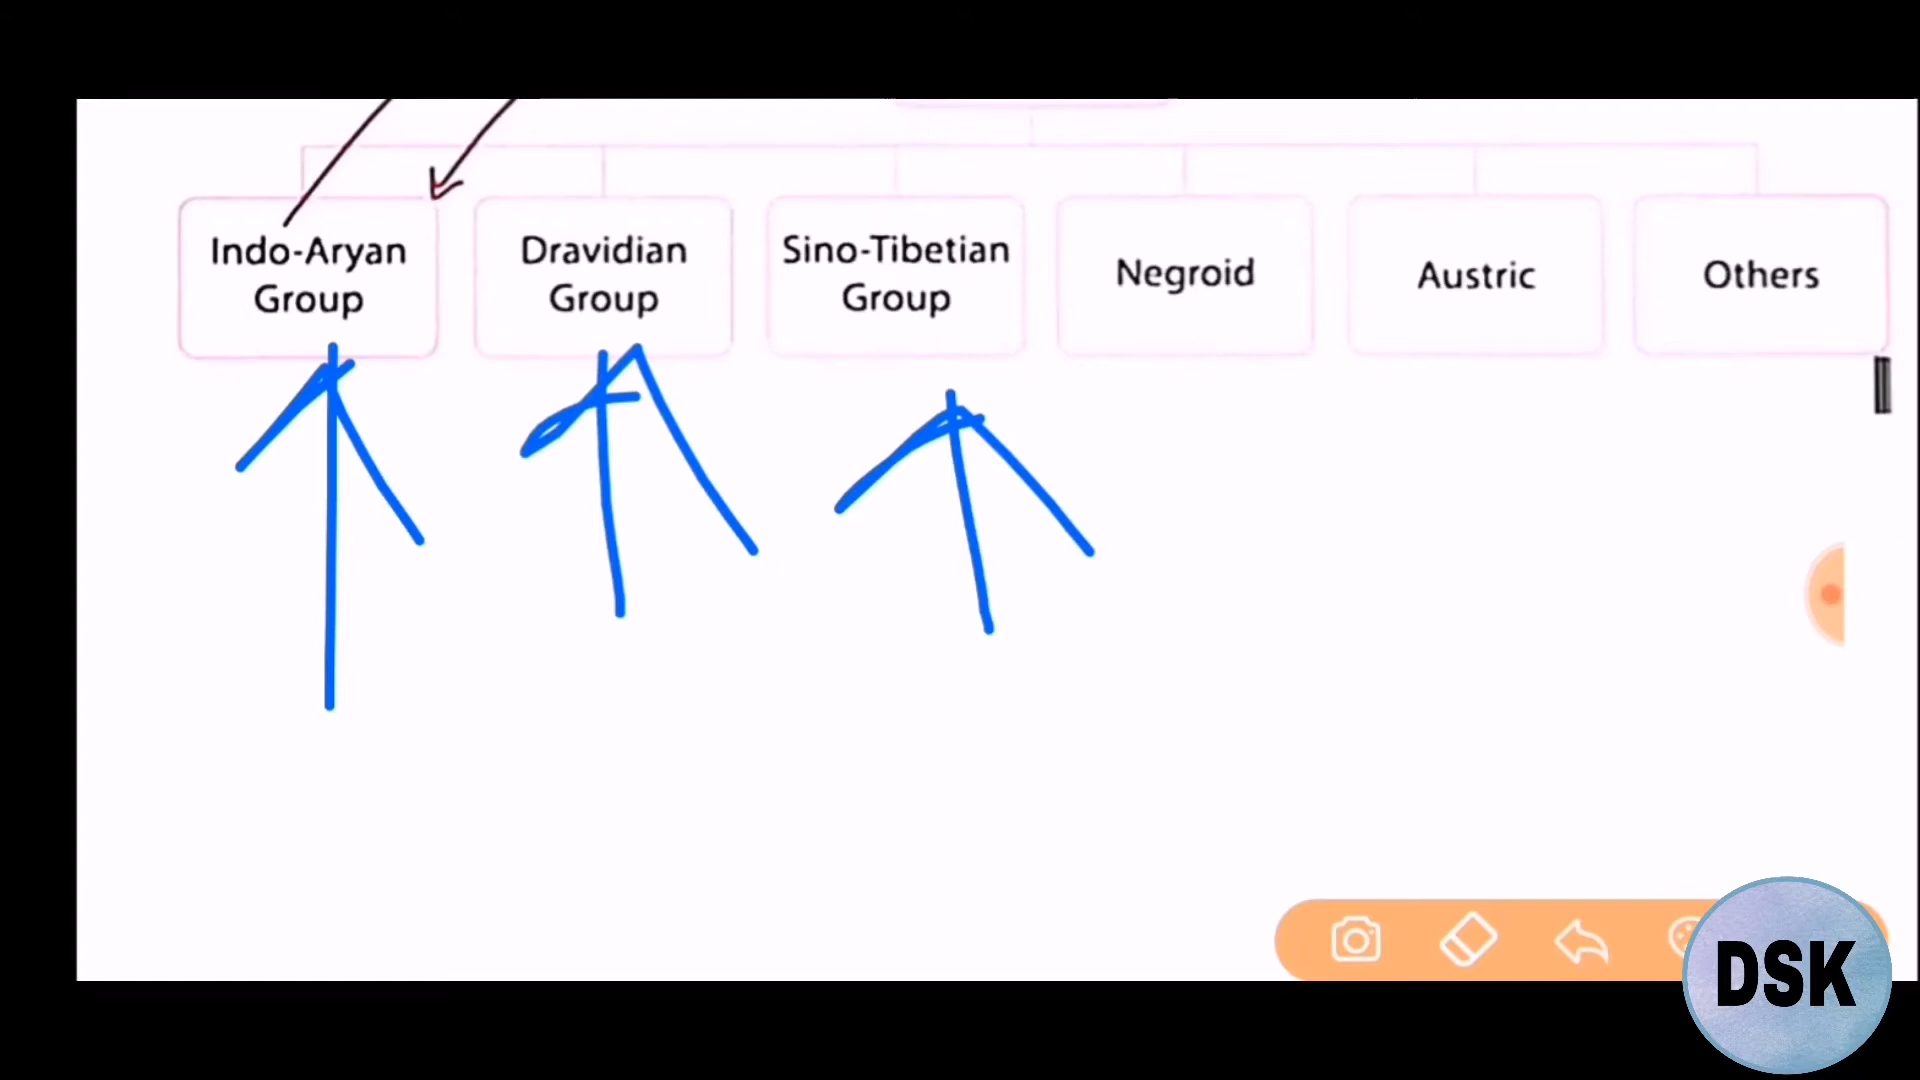 Indo-Aryan
Group
Dravidian
Group
Sino-Tibetian
Group
Negroid
Austric
Others
DSK